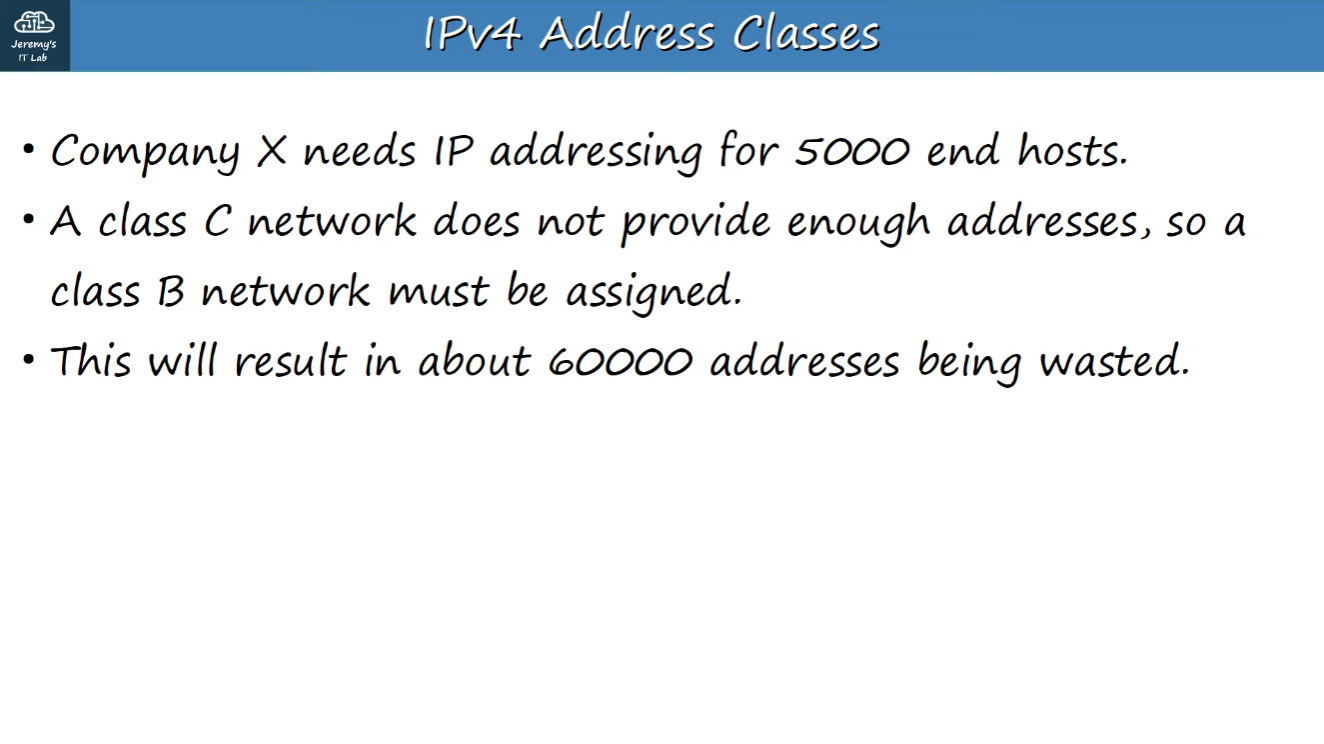 Jeremy's
IT Lab
IPv4 Address Classes
• Company X needs IP addressing for 5000 end hosts.
• A class C network does not provide enough addresses, so a
class B network must be assigned.
• This will result in about 60000 addresses being wasted.